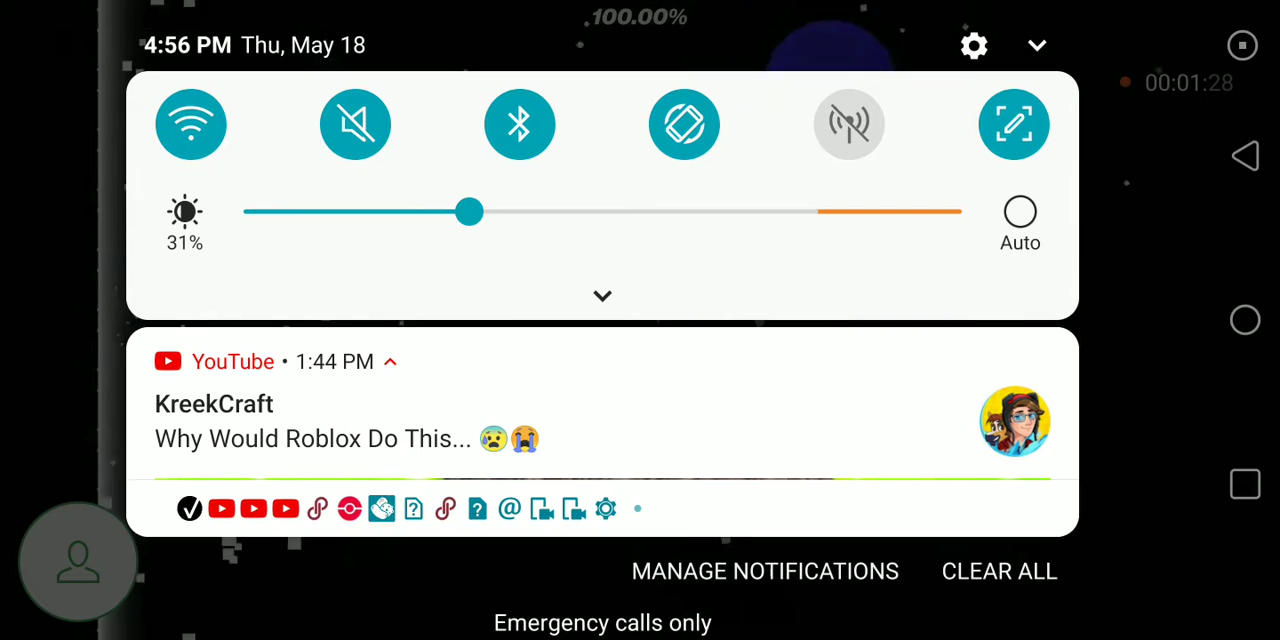 100.00%
4:56 PM Thu, May 18
00:01:28
31%
Auto
YouTube • 1:44 PM
KreekCraft
Why Would Roblox Do This... 😰😭
MANAGE NOTIFICATIONS CLEAR ALL
Emergency calls only